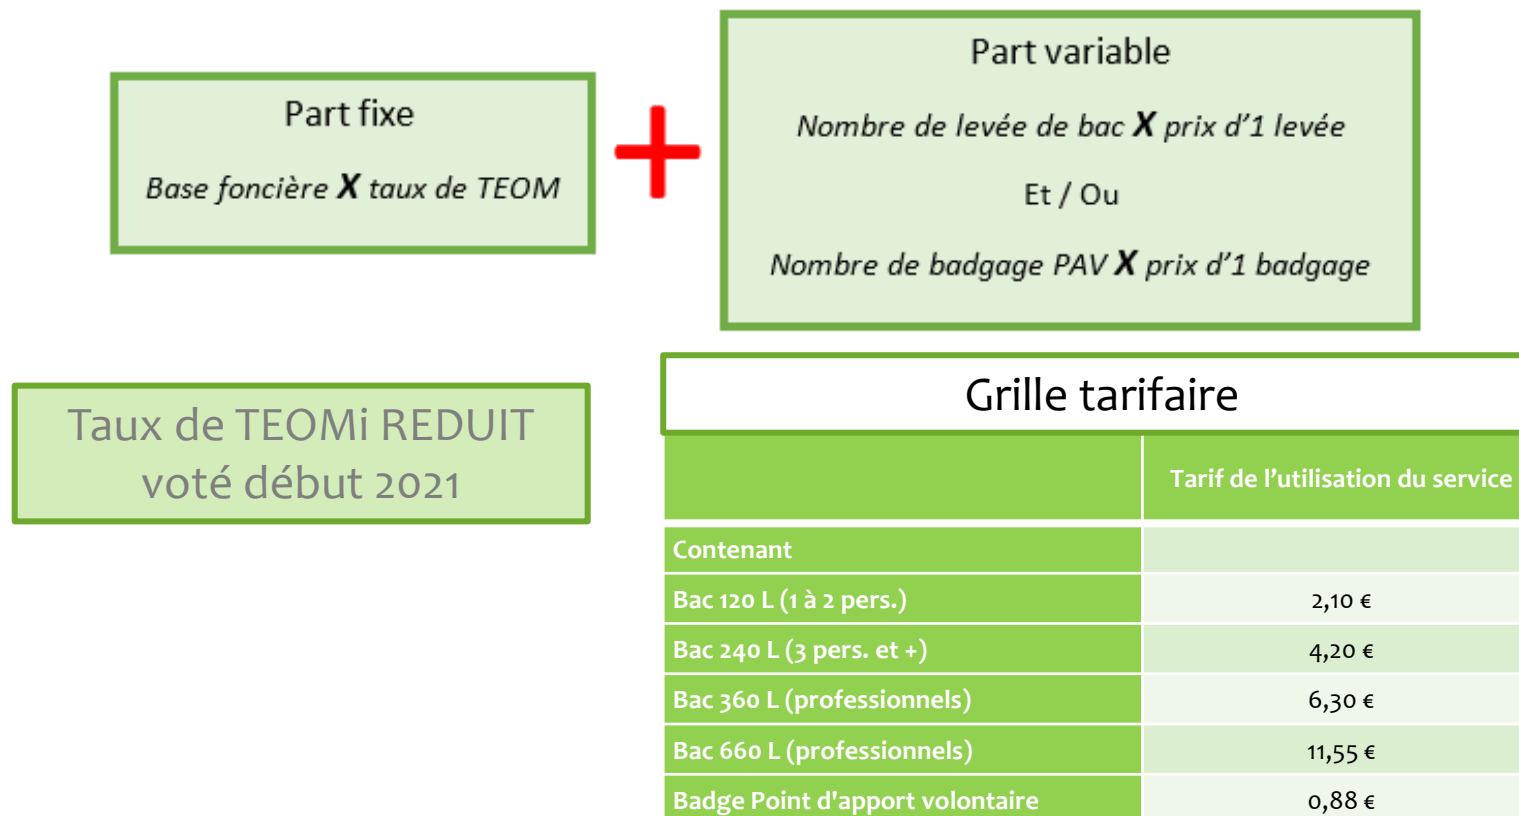 Part fixe
Base foncière X taux de TEOM
+
Part variable
Nombre de levée de bac X prix d'1 levée
Et / Ou
Nombre de badgage PAV X prix d'1 badgage
Taux de TEOMi REDUIT
voté début 2021
Grille tarifaire
Tarif de l'utilisation du service
Contenant
Bac 120 L (1 à 2 pers.) 2,10 €
Bac 240 L (3 pers. et +) 4,20 €
Bac 360 L (professionnels) 6,30 €
Bac 660 L (professionnels) 11,55 €
Badge Point d'apport volontaire 0,88 €